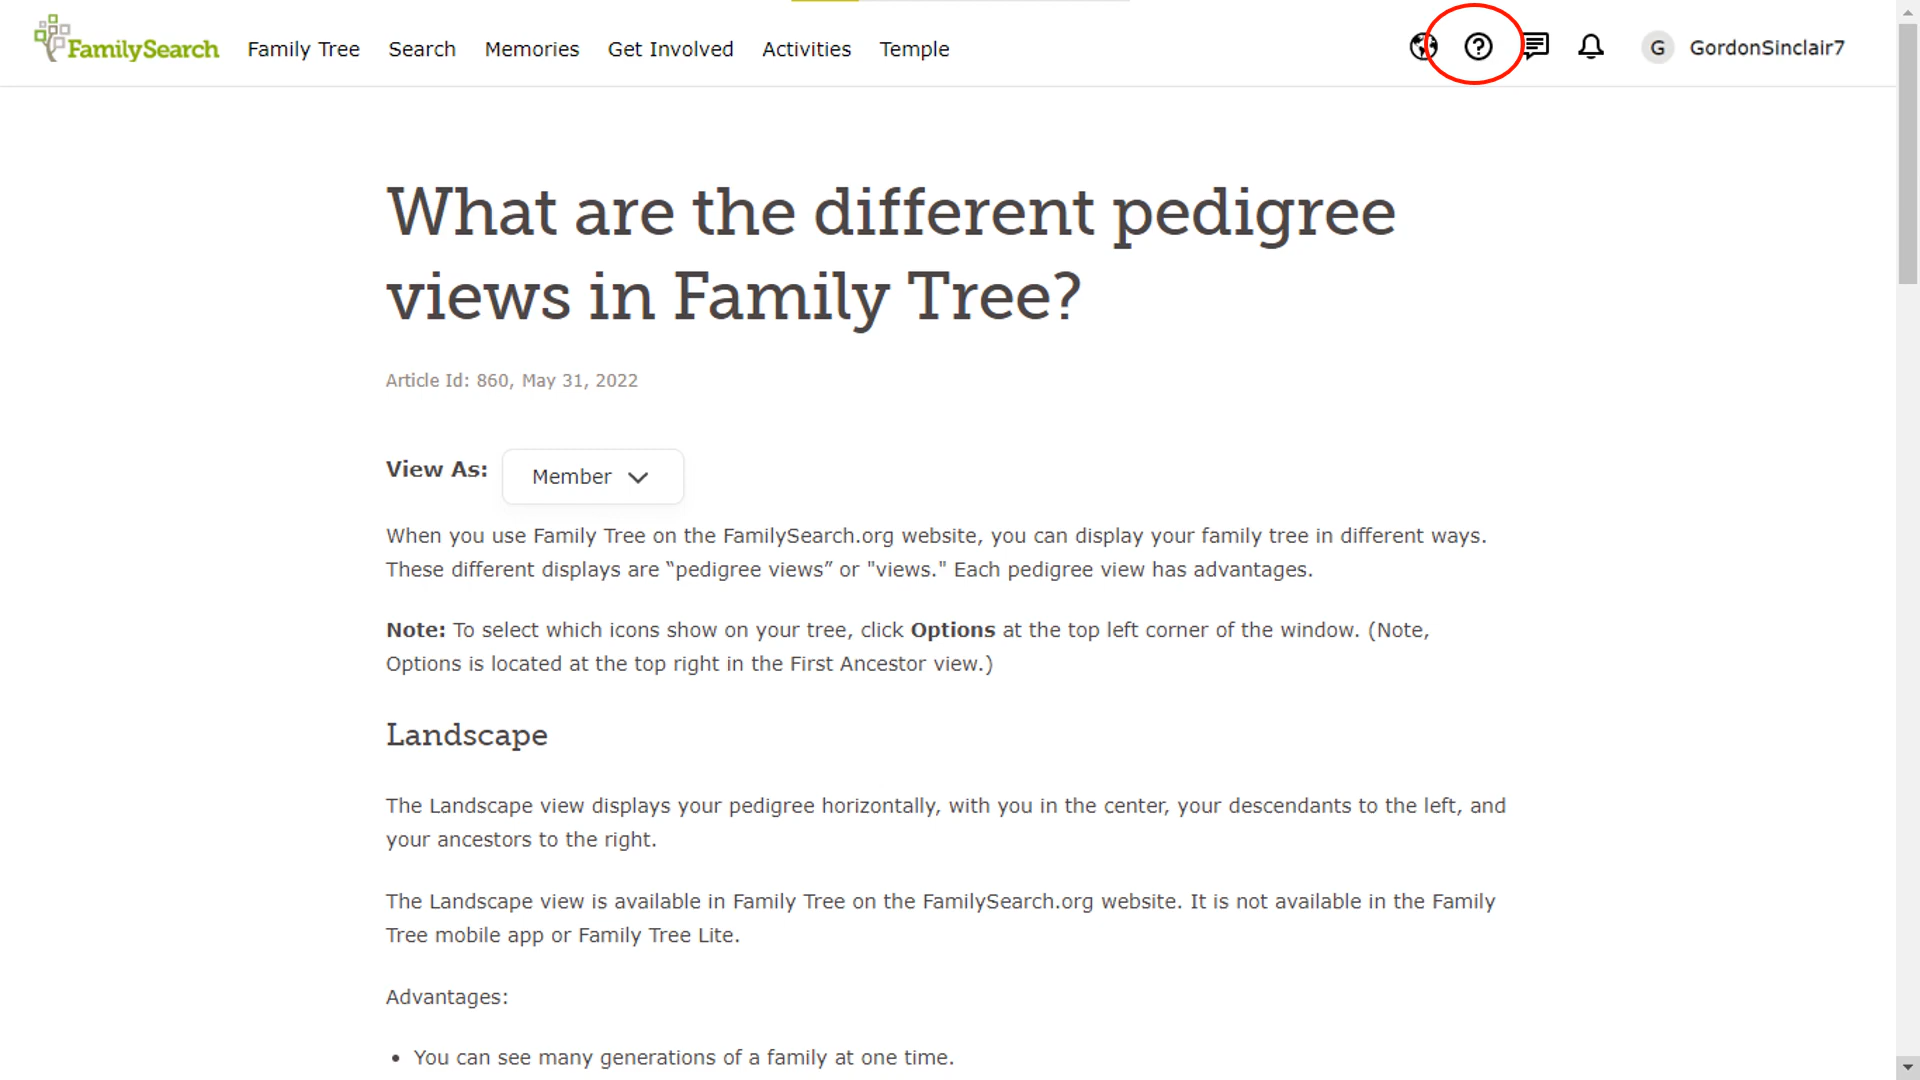 FamilySearch Family Tree Search Memories Get Involved Activities Temple ? G GordonSinclair7
What are the different pedigree
views in Family Tree?
Article Id: 860, May 31, 2022
View As: Member
When you use Family Tree on the FamilySearch.org website, you can display your family tree in different ways.
These different displays are “pedigree views” or "views." Each pedigree view has advantages.
Note: To select which icons show on your tree, click Options at the top left corner of the window. (Note,
Options is located at the top right in the First Ancestor view.)
Landscape
The Landscape view displays your pedigree horizontally, with you in the center, your descendants to the left, and
your ancestors to the right.
The Landscape view is available in Family Tree on the FamilySearch.org website. It is not available in the Family
Tree mobile app or Family Tree Lite.
Advantages:
• You can see many generations of a family at one time.